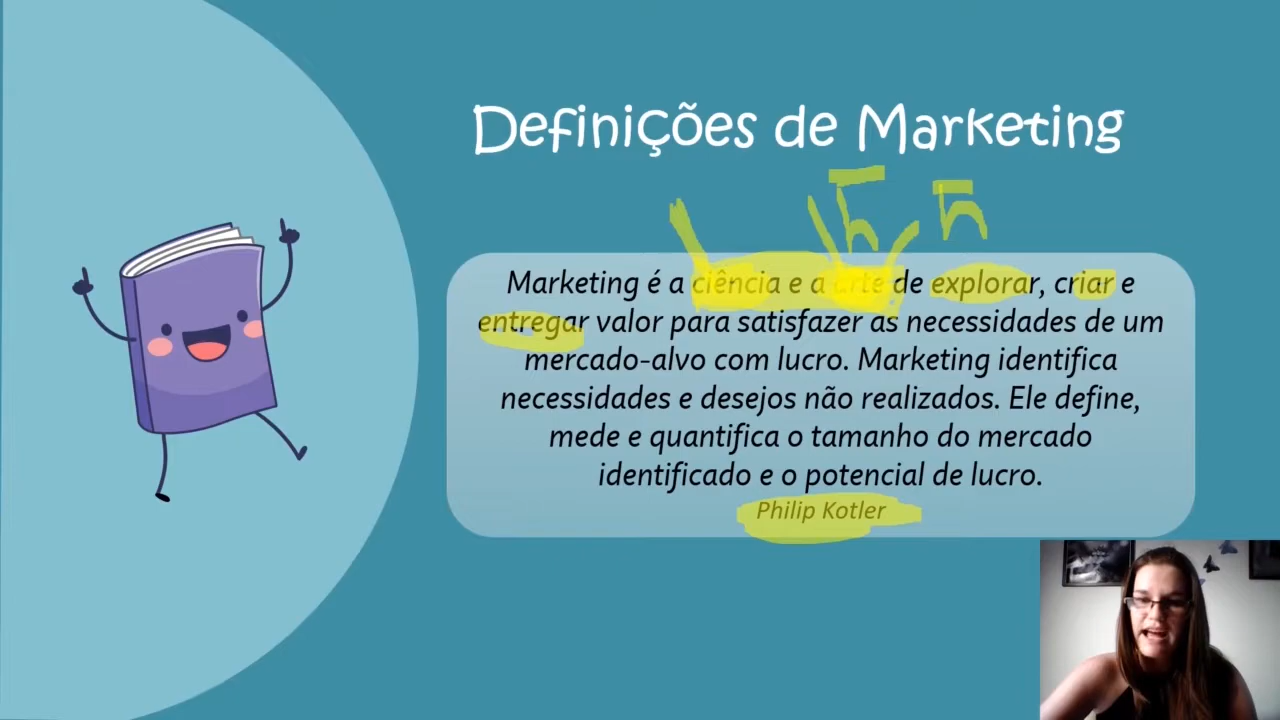 Definições de Marketing
Marketing é a ciência e a arte de explorar, criar e
entregar valor para satisfazer as necessidades de um
mercado-alvo com lucro. Marketing identifica
necessidades e desejos não realizados. Ele define,
mede e quantifica o tamanho do mercado
identificado e o potencial de lucro.
Philip Kotler